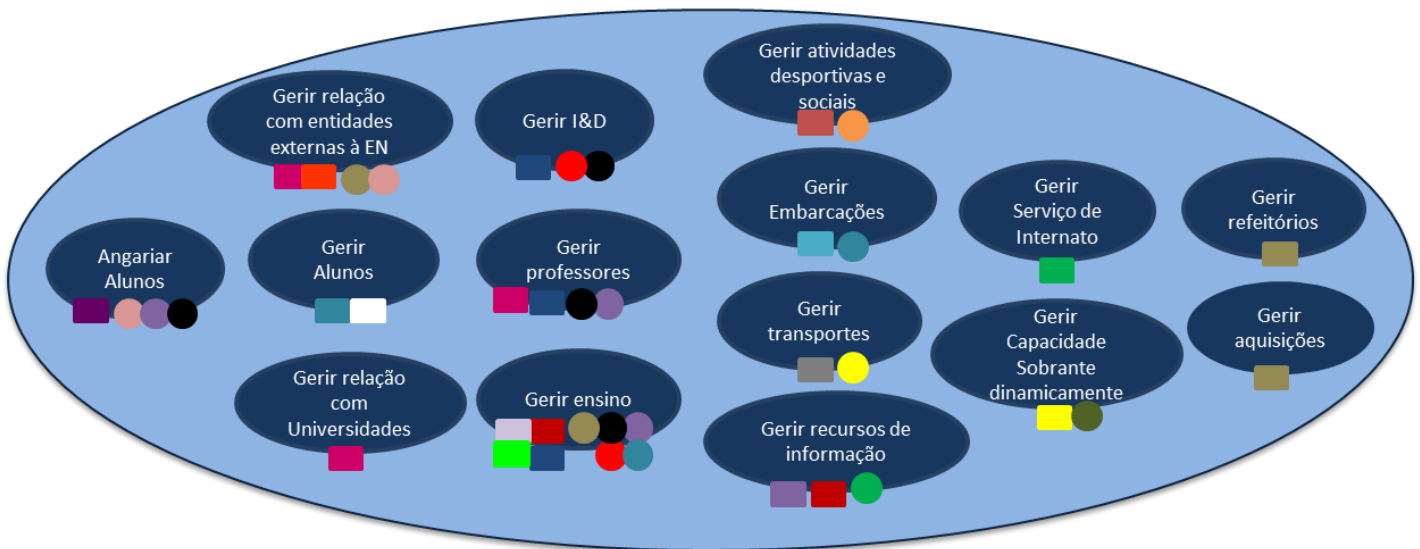 Gerir relação
com entidades
externas à EN
Gerir I&D
Gerir atividades
desportivas e
sociais
Angariar
Alunos
Gerir
Alunos
Gerir
professores
Gerir
Embarcações
Gerir
Serviço de
Internato
Gerir
refeitórios
Gerir relação
com
Universidades
Gerir ensino
Gerir
transportes
Gerir
Capacidade
Sobrante
dinamicamente
Gerir
aquisições
Gerir recursos de
informação